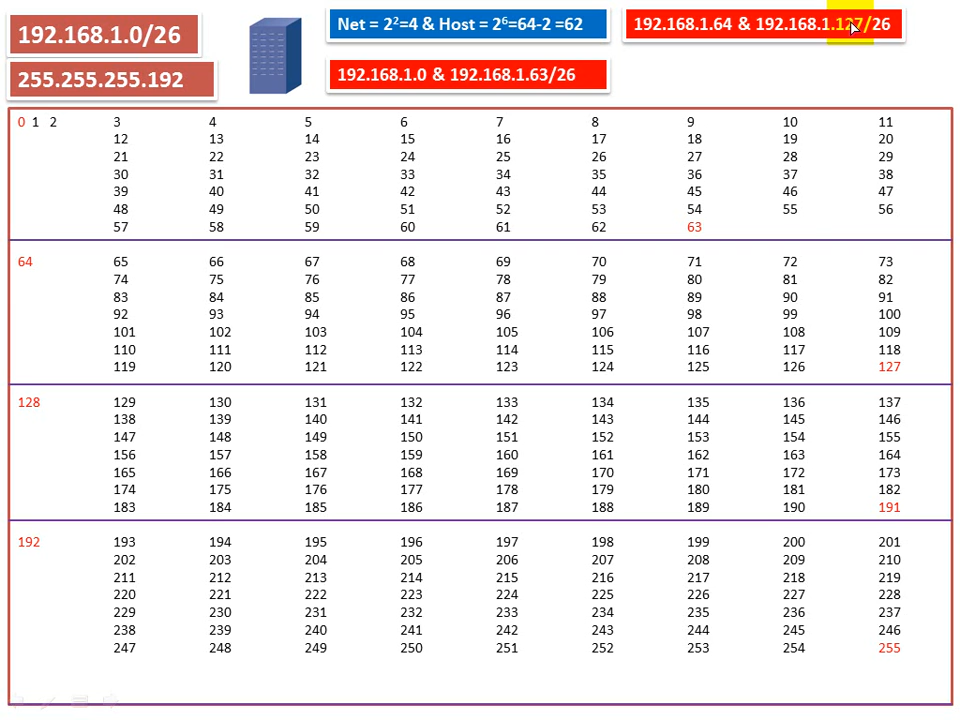 192.168.1.0/26
255.255.255.192
Net = 2²=4 & Host = 2⁶=64-2 =62
192.168.1.0 & 192.168.1.63/26
192.168.1.64 & 192.168.1.127/26
0 1 2 3 4 5 6 7 8 9 10 11
12 13 14 15 16 17 18 19 20
21 22 23 24 25 26 27 28 29
30 31 32 33 34 35 36 37 38
39 40 41 42 43 44 45 46 47
48 49 50 51 52 53 54 55 56
57 58 59 60 61 62 63
64 65 66 67 68 69 70 71 72 73
74 75 76 77 78 79 80 81 82
83 84 85 86 87 88 89 90 91
92 93 94 95 96 97 98 99 100
101 102 103 104 105 106 107 108 109
110 111 112 113 114 115 116 117 118
119 120 121 122 123 124 125 126 127
128 129 130 131 132 133 134 135 136 137
138 139 140 141 142 143 144 145 146
147 148 149 150 151 152 153 154 155
156 157 158 159 160 161 162 163 164
165 166 167 168 169 170 171 172 173
174 175 176 177 178 179 180 181 182
183 184 185 186 187 188 189 190 191
192 193 194 195 196 197 198 199 200 201
202 203 204 205 206 207 208 209 210
211 212 213 214 215 216 217 218 219
220 221 222 223 224 225 226 227 228
229 230 231 232 233 234 235 236 237
238 239 240 241 242 243 244 245 246
247 248 249 250 251 252 253 254 255